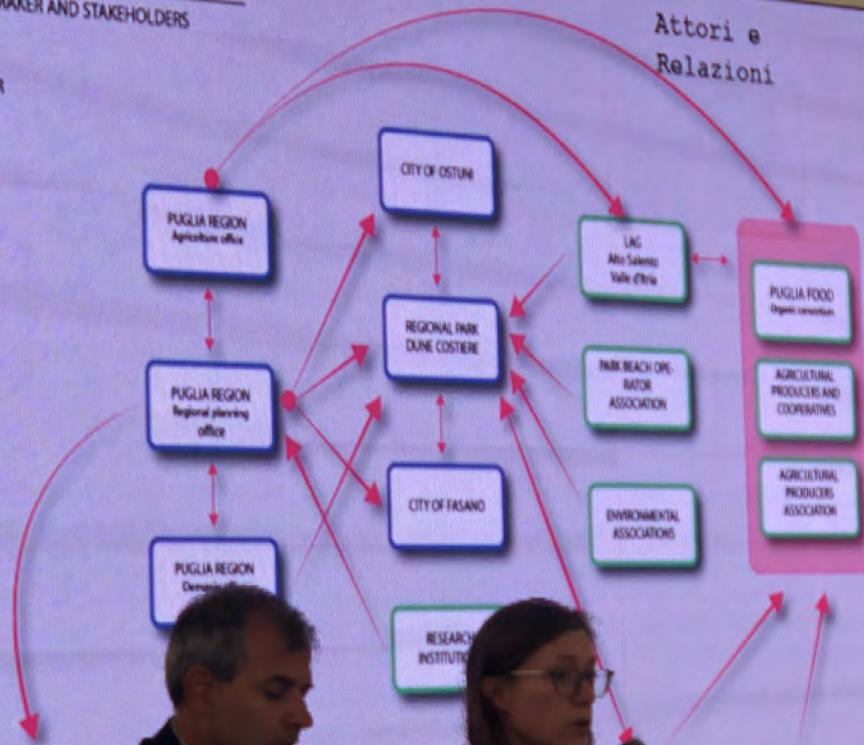 MAKER AND STAKEHOLDERS
R
Attori e
Relazioni
CITY OF OSTUNI
PUGLIA REGION
Agriculture office
LAG
Alto Salento
Valle d'Itria
PUGLIA FOOD
Organic consortium
REGIONAL PARK
DUNE COSTIERE
PARK BEACH OPE-
RATOR
ASSOCIATION
AGRICULTURAL
PRODUCERS AND
COOPERATIVES
PUGLIA REGION
Regional planning
office
CITY OF FASANO
ENVIRONMENTAL
ASSOCIATIONS
AGRICULTURAL
PRODUCERS
ASSOCIATION
PUGLIA REGION
RESEARCH